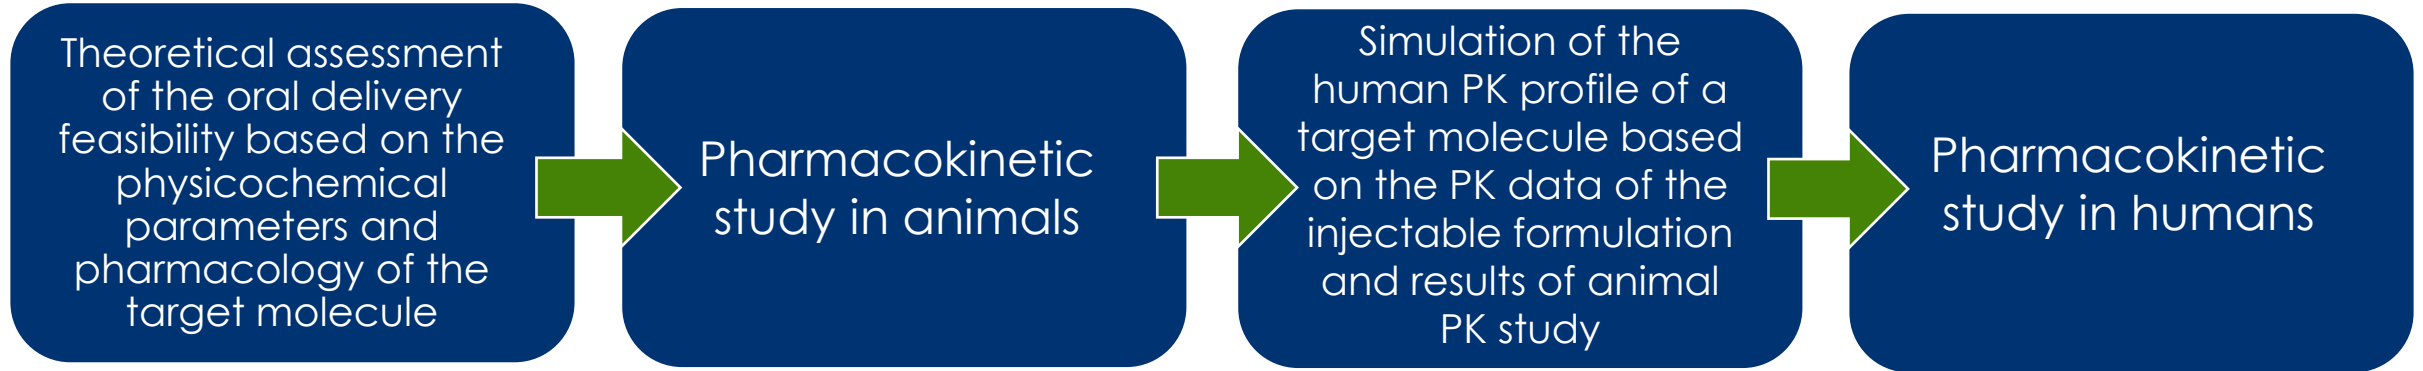 Theoretical assessment
of the oral delivery
feasibility based on the
physicochemical
parameters and
pharmacology of the
target molecule
Pharmacokinetic
study in animals
Simulation of the
human PK profile of a
target molecule based
on the PK data of the
injectable formulation
and results of animal
PK study
Pharmacokinetic
study in humans